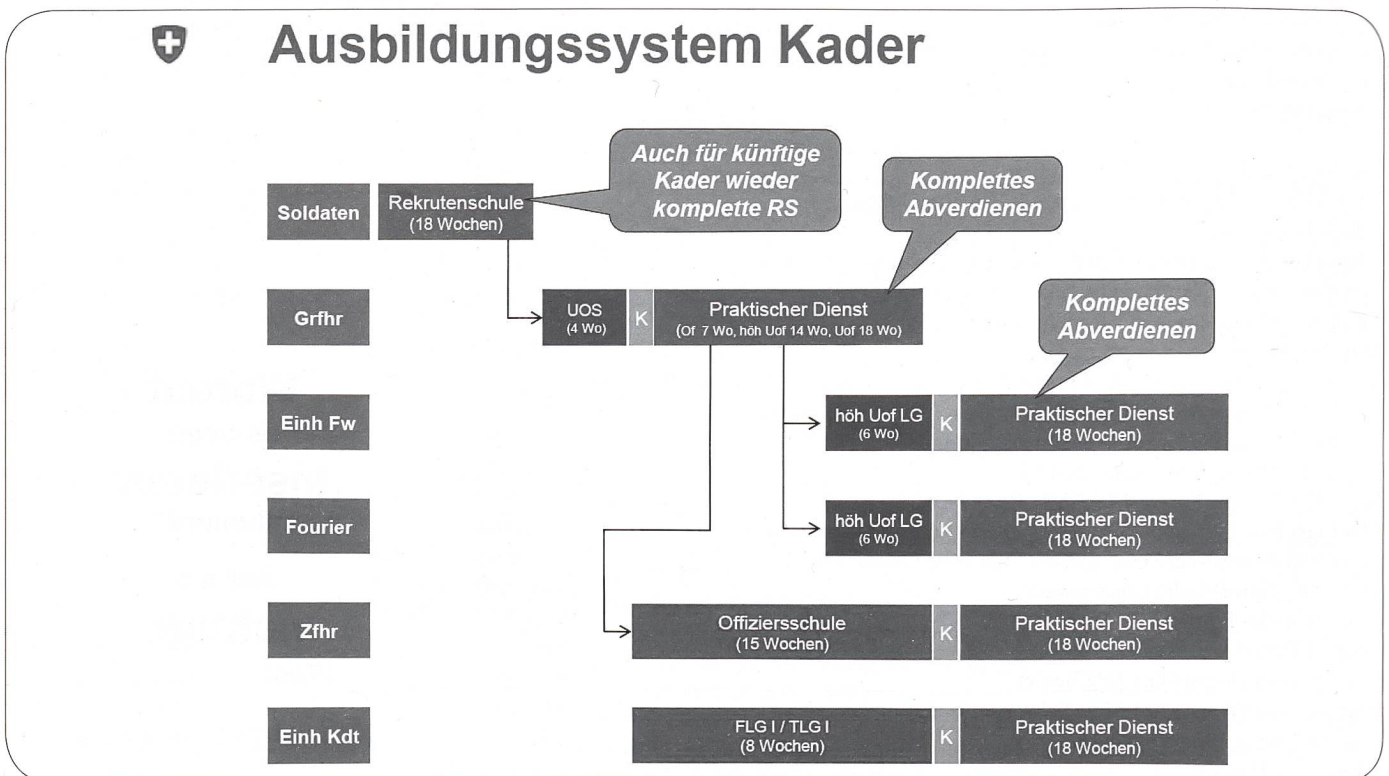 Ausbildungssystem Kader
Auch für künftige
Kader wieder
komplette RS
Komplettes
Abverdienen
Soldaten
Rekrutenschule
(18 Wochen)
Komplettes
Abverdienen
Grfhr
UOS
(4 Wo)
K
Praktischer Dienst
(Of 7 Wo, höh Uof 14 Wo, Uof 18 Wo)
Einh Fw
höh Uof LG
(6 Wo)
K
Praktischer Dienst
(18 Wochen)
Fourier
höh Uof LG
(6 Wo)
K
Praktischer Dienst
(18 Wochen)
Zfhr
Offiziersschule
(15 Wochen)
K
Praktischer Dienst
(18 Wochen)
Einh Kdt
FLG I / TLG I
(8 Wochen)
K
Praktischer Dienst
(18 Wochen)